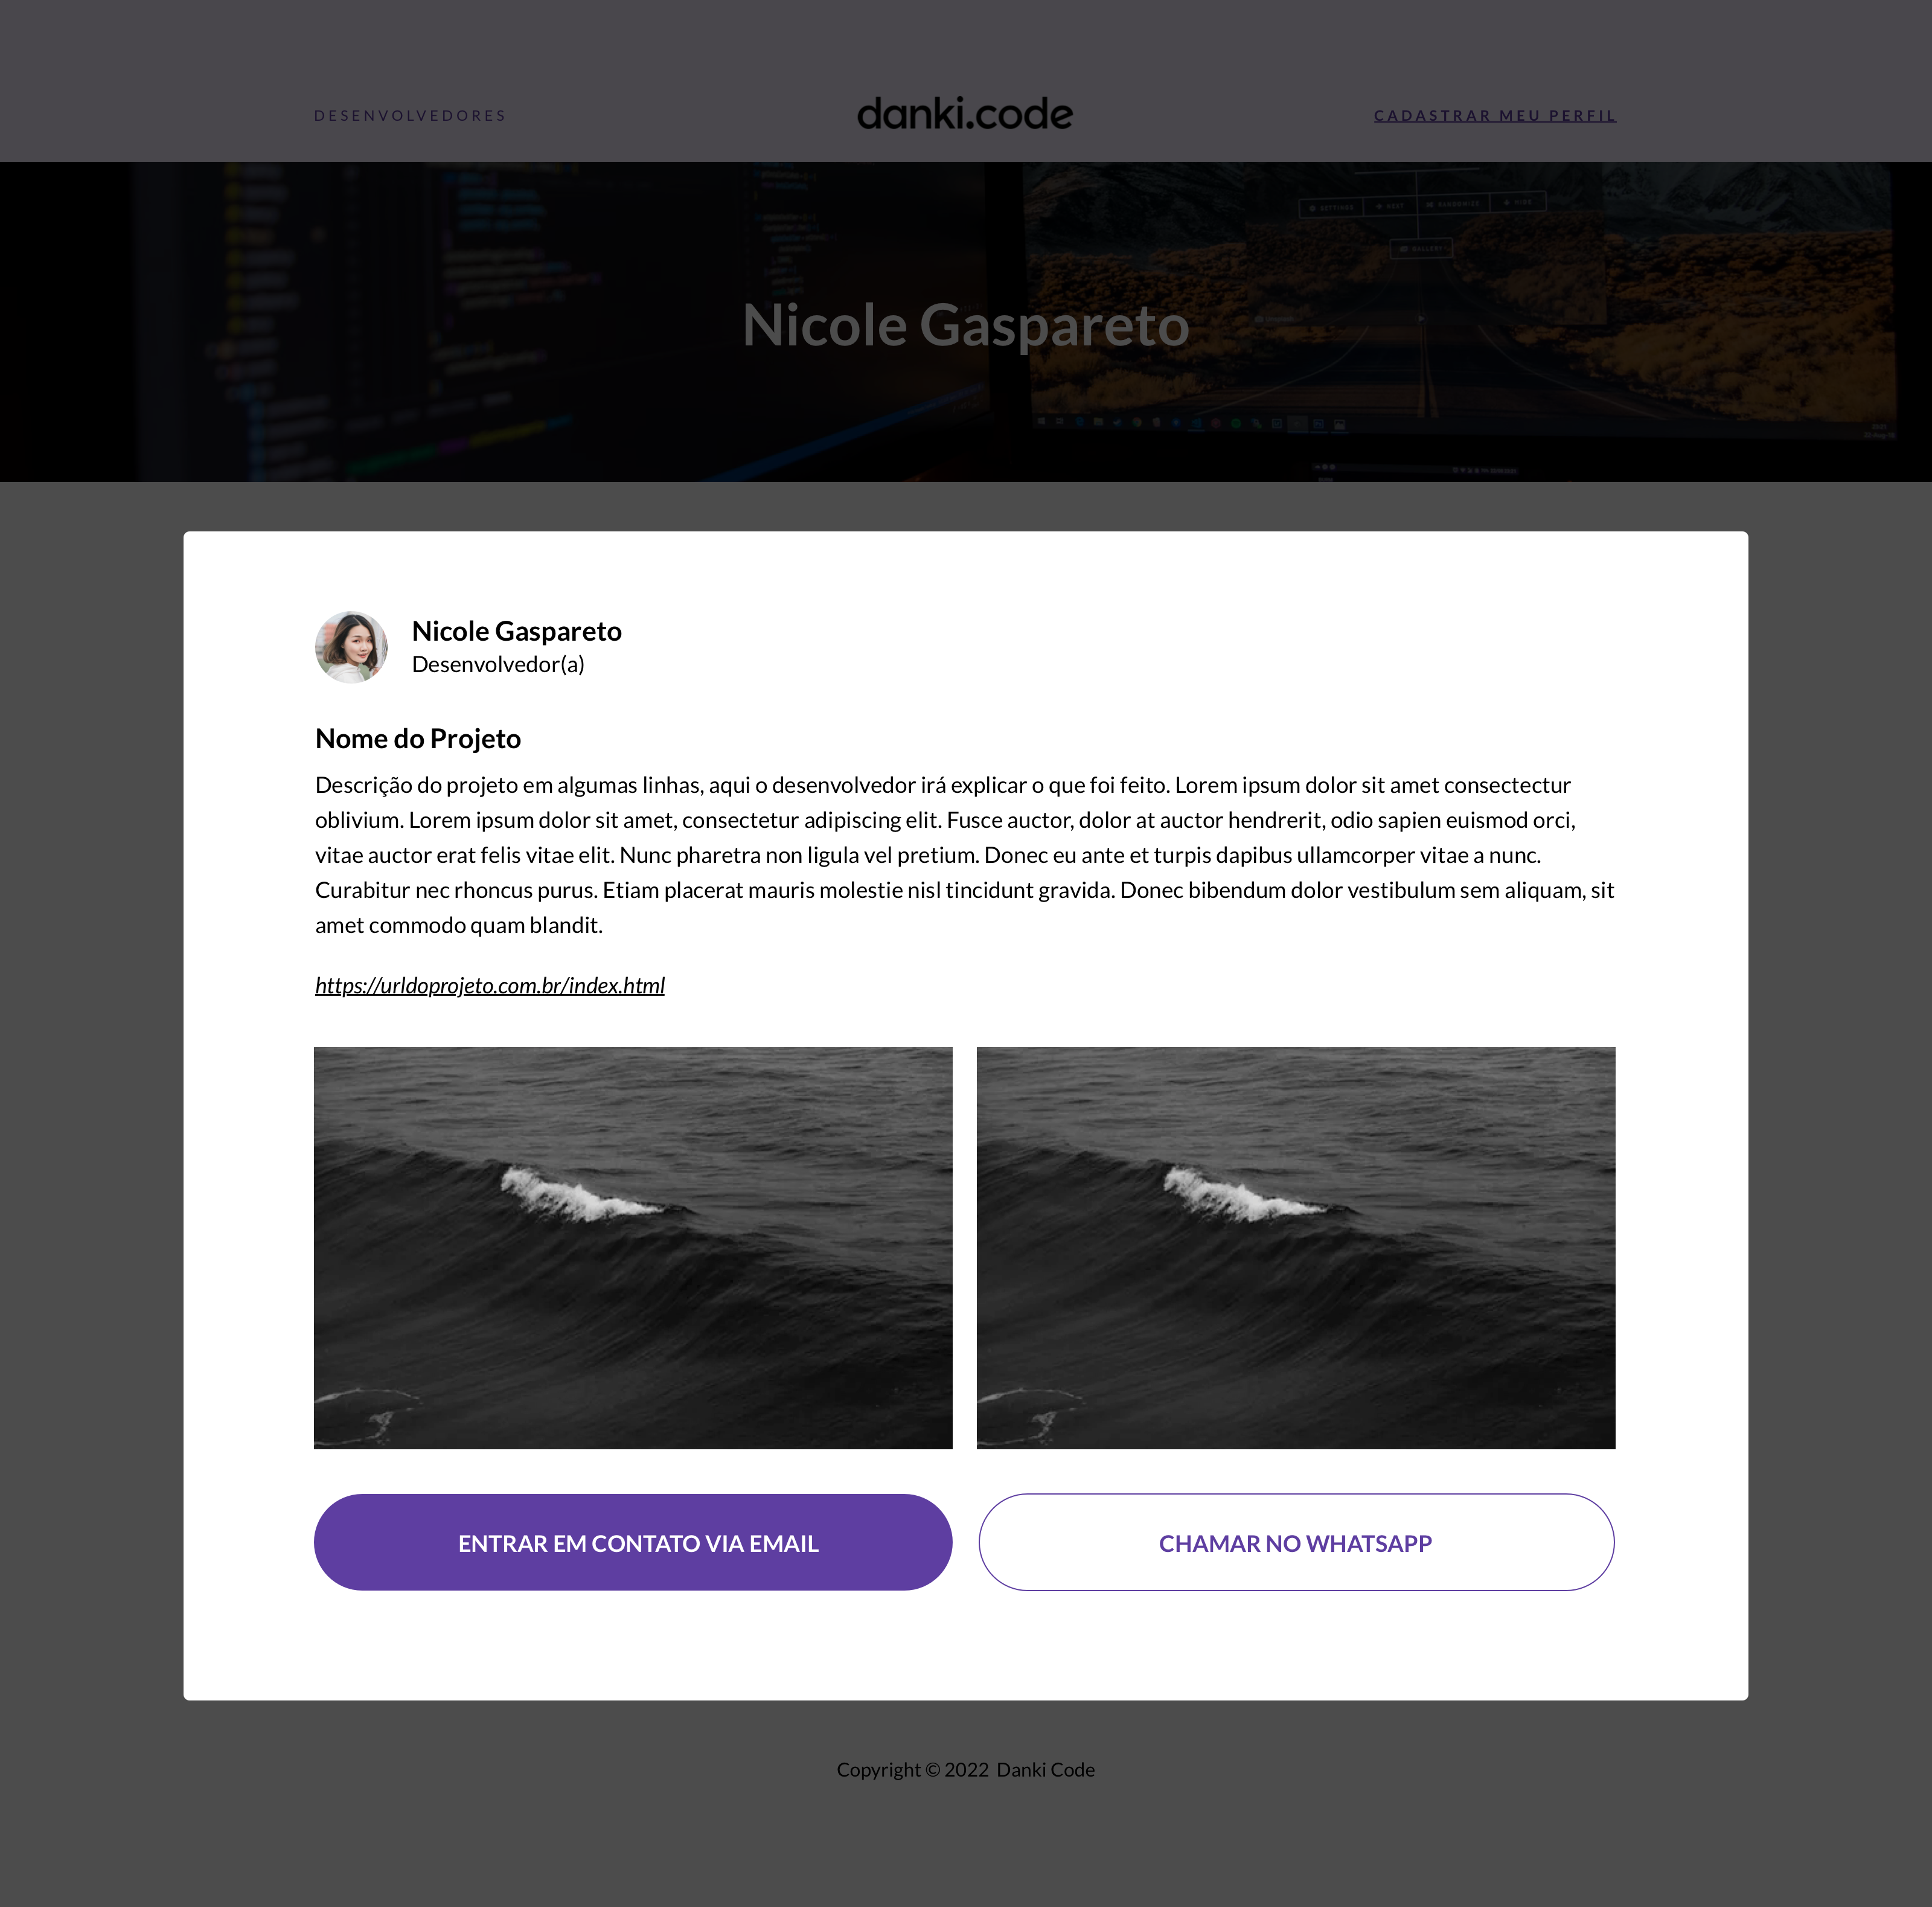 DESENVOLVEDORES
danki.code
CADASTRAR MEU PERFIL
SETTINGS NEXT RANDOMIZE HIDE
GALLERY
Nicole Gaspareto
Nicole Gaspareto
Desenvolvedor(a)
Nome do Projeto
Descrição do projeto em algumas linhas, aqui o desenvolvedor irá explicar o que foi feito. Lorem ipsum dolor sit amet consectectur
oblivium. Lorem ipsum dolor sit amet, consectetur adipiscing elit. Fusce auctor, dolor at auctor hendrerit, odio sapien euismod orci,
vitae auctor erat felis vitae elit. Nunc pharetra non ligula vel pretium. Donec eu ante et turpis dapibus ullamcorper vitae a nunc.
Curabitur nec rhoncus purus. Etiam placerat mauris molestie nisl tincidunt gravida. Donec bibendum dolor vestibulum sem aliquam, sit
amet commodo quam blandit.
https://urldoprojeto.com.br/index.html
ENTRAR EM CONTATO VIA EMAIL
CHAMAR NO WHATSAPP
Copyright © 2022 Danki Code